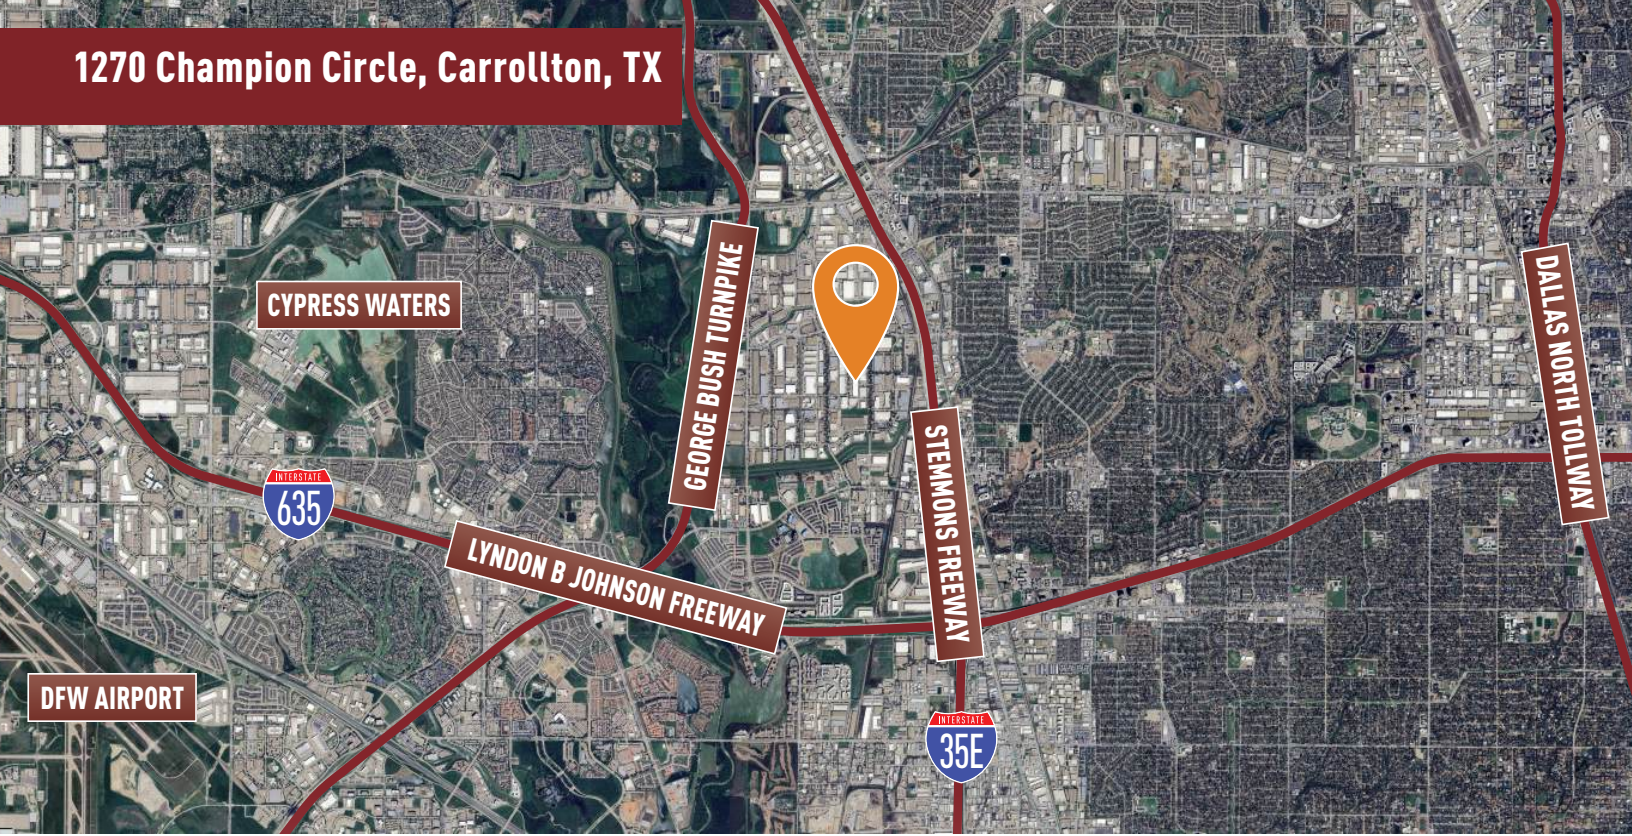 1270 Champion Circle, Carrollton, TX
GEORGE BUSH TURNPIKE
DALLAS NORTH TOLLWAY
CYPRESS WATERS
STEMMONS FREEWAY
INTERSTATE
635
LYNDON B JOHNSON FREEWAY
DFW AIRPORT
INTERSTATE
35E